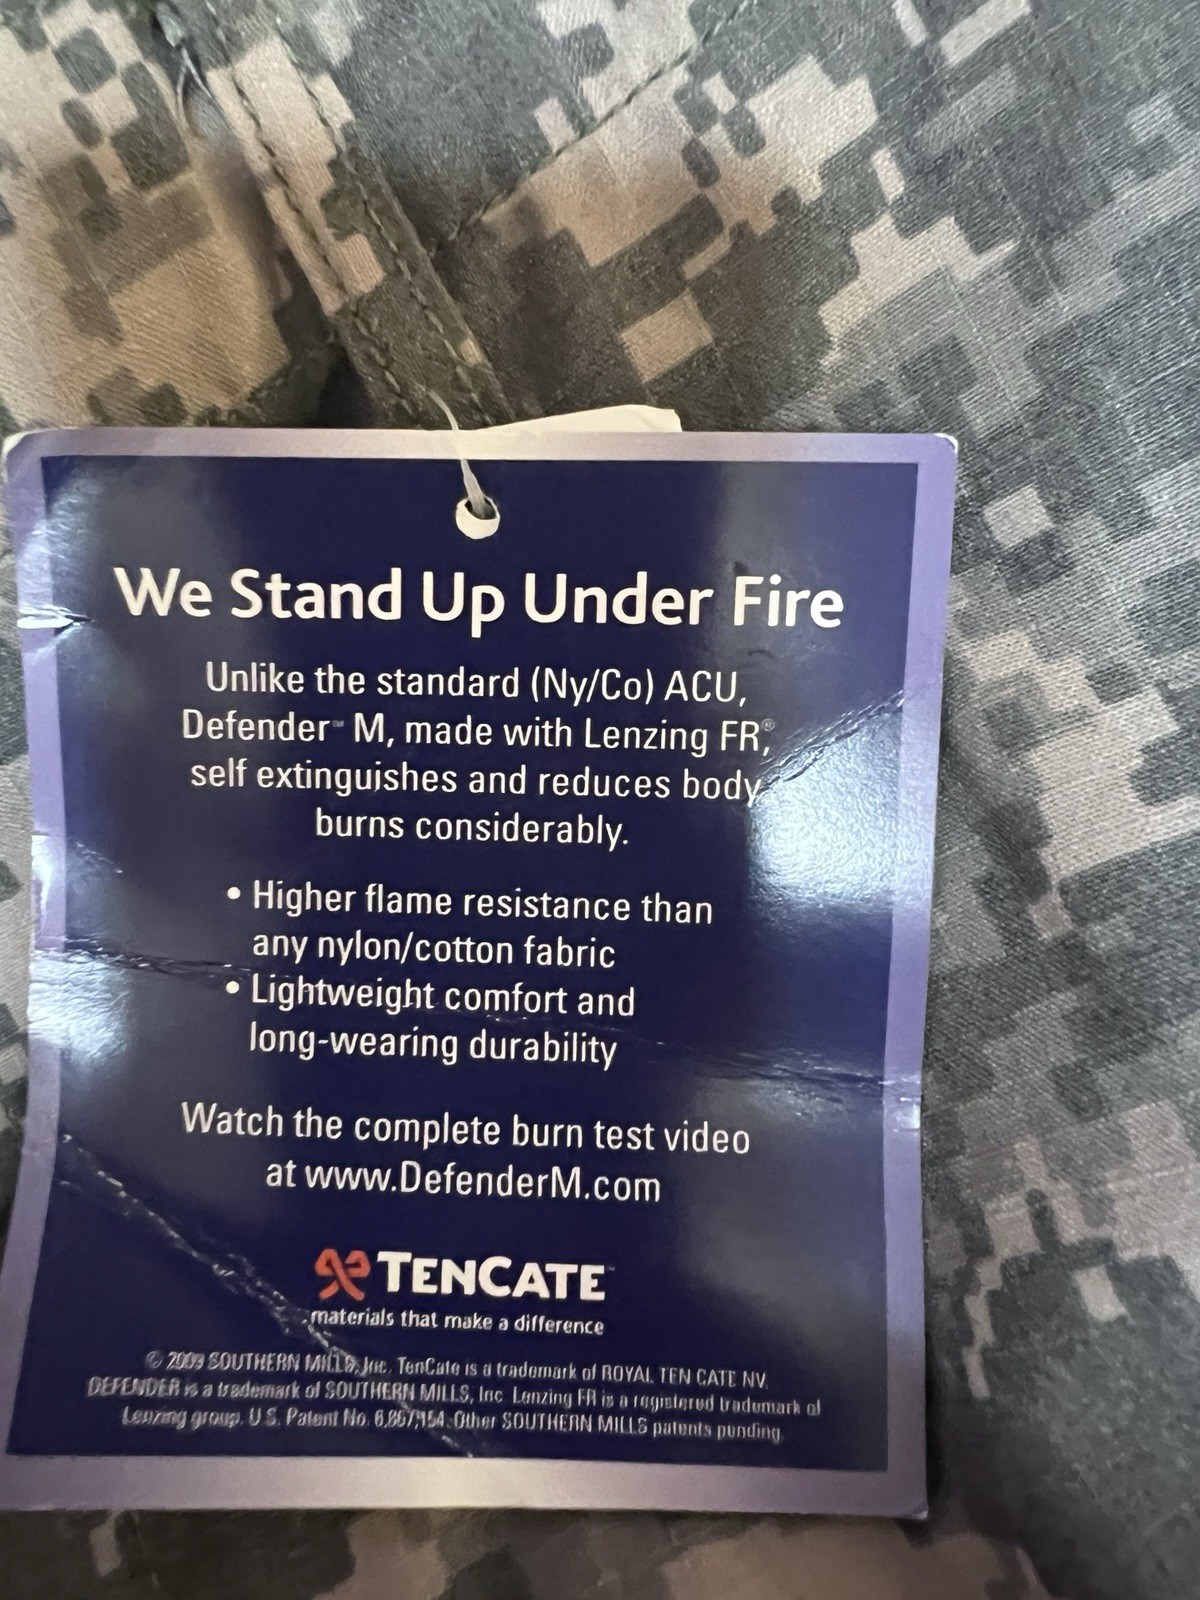 We Stand Up Under Fire
Unlike the standard (Ny/Co) ACU,
Defender™ M, made with Lenzing FR®,
self extinguishes and reduces body
burns considerably.
• Higher flame resistance than
any nylon/cotton fabric
• Lightweight comfort and
long-wearing durability
Watch the complete burn test video
at www.DefenderM.com
TENCATE™
materials that make a difference
© 2009 SOUTHERN MILLS, Inc. TenCate is a trademark of ROYAL TEN CATE NV.
DEFENDER is a trademark of SOUTHERN MILLS, Inc. Lenzing FR is a registered trademark of
Lenzing group. U.S. Patent No. 6,867,154. Other SOUTHERN MILLS patents pending.